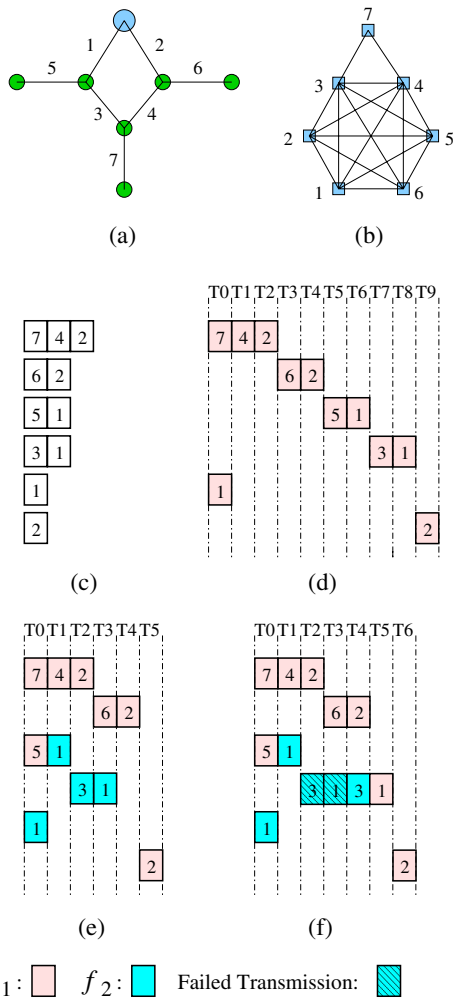 7
1 2
5 6 3 4
3 4
2 5
7
1 6
(a) (b)
T0 T1 T2 T3 T4 T5 T6 T7 T8 T9
7 4 2 7 4 2
6 2 6 2
5 1 5 1
3 1 3 1
1 1
2 2
(c) (d)
T0 T1 T2 T3 T4 T5 T0 T1 T2 T3 T4 T5 T6
7 4 2 7 4 2
6 2 6 2
5 1 5 1
3 1 3 1 3 1
1 1
2 2
(e) (f)
1 : f2 : Failed Transmission: